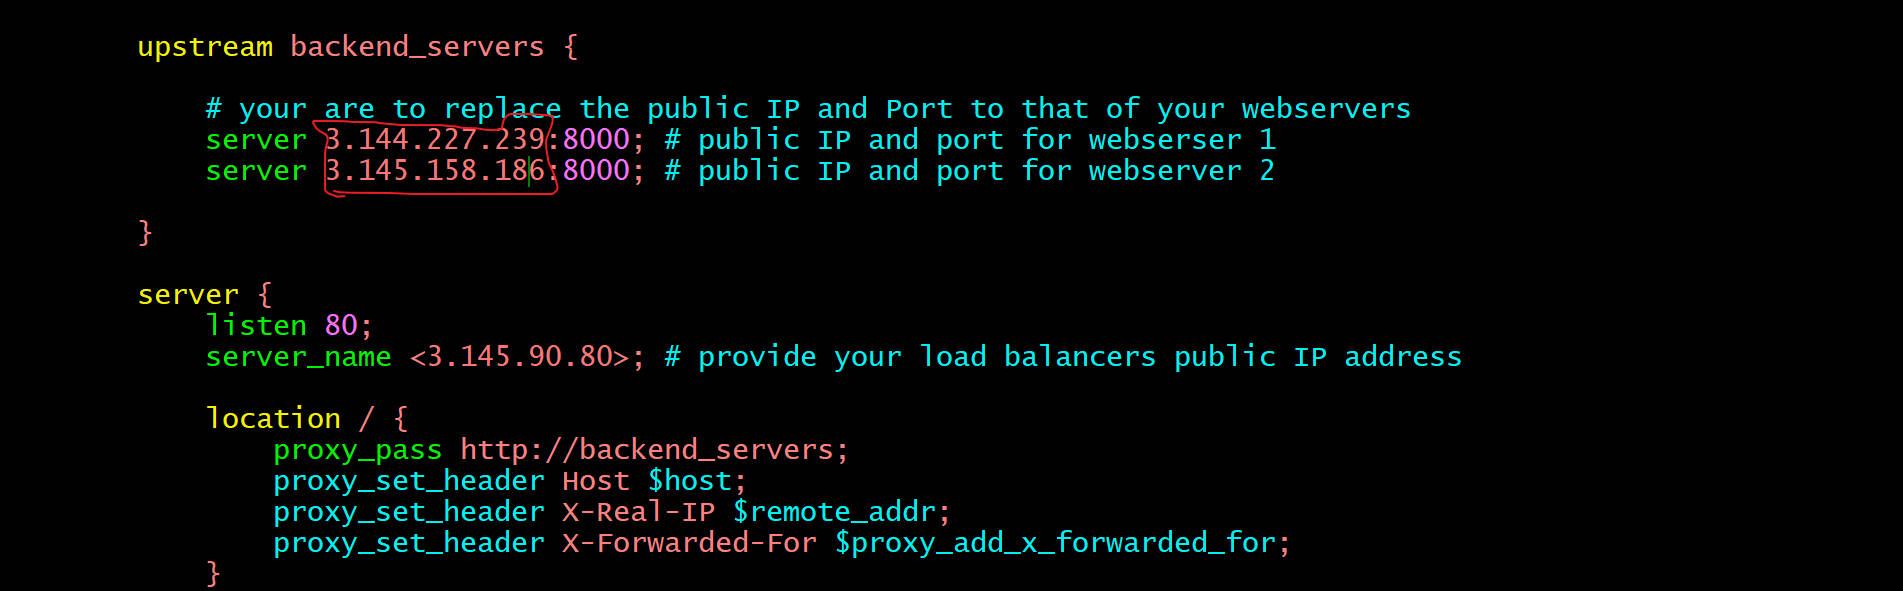 upstream backend_servers {
# your are to replace the public IP and Port to that of your webservers
server 3.144.227.239:8000; # public IP and port for webserser 1
server 3.145.158.186:8000; # public IP and port for webserver 2
}
server {
listen 80;
server_name <3.145.90.80>; # provide your load balancers public IP address
location / {
proxy_pass http://backend_servers;
proxy_set_header Host $host;
proxy_set_header X-Real-IP $remote_addr;
proxy_set_header X-Forwarded-For $proxy_add_x_forwarded_for;
}